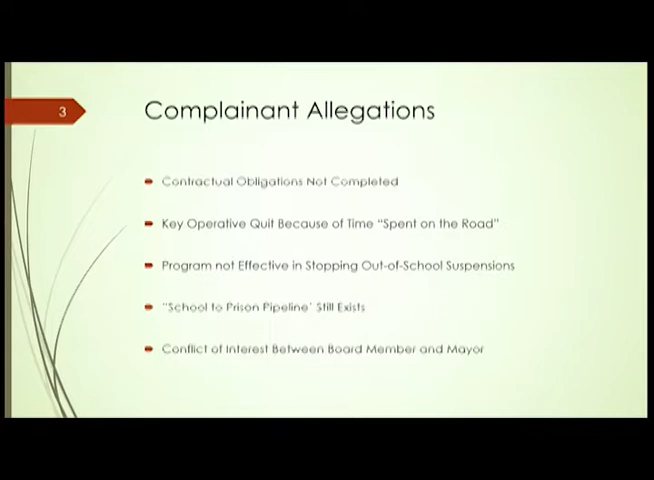 3
Complainant Allegations
Contractual Obligations Not Completed
Key Operative Quit Because of Time "Spent on the Road"
Program not Effective in Stopping Out-of-School Suspensions
"School to Prison Pipeline' Still Exists
Conflict of Interest Between Board Member and Mayor